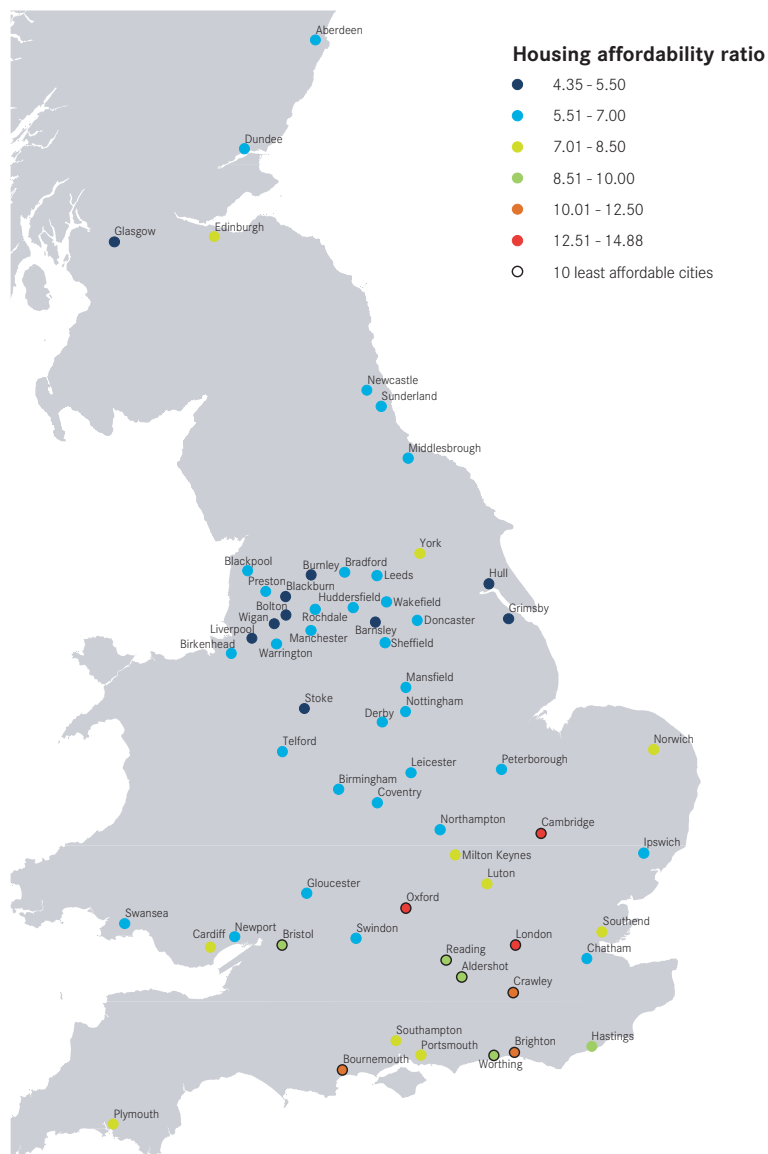 Aberdeen
Housing affordability ratio
4.35 - 5.50
5.51 - 7.00
7.01 - 8.50
8.51 - 10.00
10.01 - 12.50
12.51 - 14.88
10 least affordable cities
Dundee
Glasgow
Edinburgh
Newcastle
Sunderland
Middlesbrough
York
Blackpool
Burnley
Bradford
Leeds
Hull
Preston
Blackburn
Huddersfield
Wakefield
Bolton
Grimsby
Wigan
Rochdale
Doncaster
Liverpool
Manchester
Barnsley
Birkenhead
Warrington
Sheffield
Mansfield
Stoke
Nottingham
Derby
Telford
Norwich
Leicester
Peterborough
Birmingham
Coventry
Northampton
Cambridge
Ipswich
Milton Keynes
Luton
Gloucester
Oxford
Swansea
Cardiff
Newport
Bristol
Swindon
London
Southend
Reading
Chatham
Aldershot
Crawley
Southampton
Portsmouth
Brighton
Hastings
Bournemouth
Worthing
Plymouth